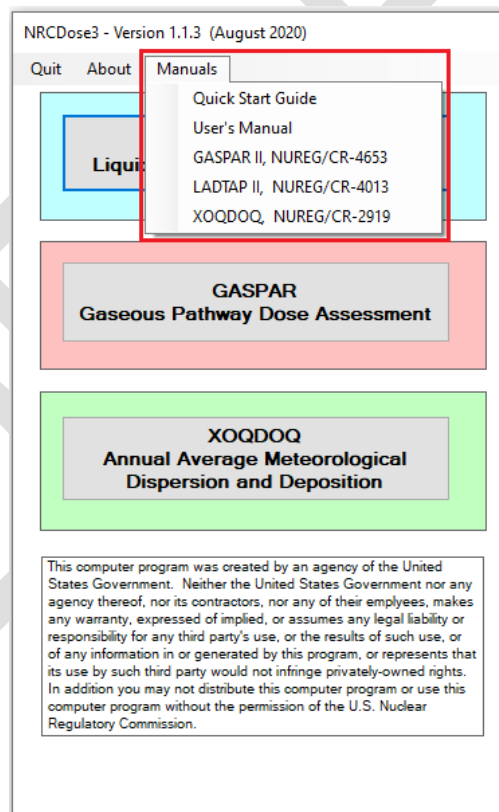 NRCDose3 - Version 1.1.3 (August 2020)
Quit About Manuals
Quick Start Guide
User's Manual
GASPAR II, NUREG/CR-4653
LADTAP II, NUREG/CR-4013
XOQDOQ, NUREG/CR-2919
GASPAR
Gaseous Pathway Dose Assessment
XOQDOQ
Annual Average Meteorological
Dispersion and Deposition
This computer program was created by an agency of the United
States Government. Neither the United States Government nor any
agency thereof, nor its contractors, nor any of their emplyees, makes
any warranty, expressed of implied, or assumes any legal liability or
responsibility for any third party's use, or the results of such use, or
of any information in or generated by this program, or represents that
its use by such third party would not infringe privately-owned rights.
In addition you may not distribute this computer program or use this
computer program without the permission of the U.S. Nuclear
Regulatory Commission.